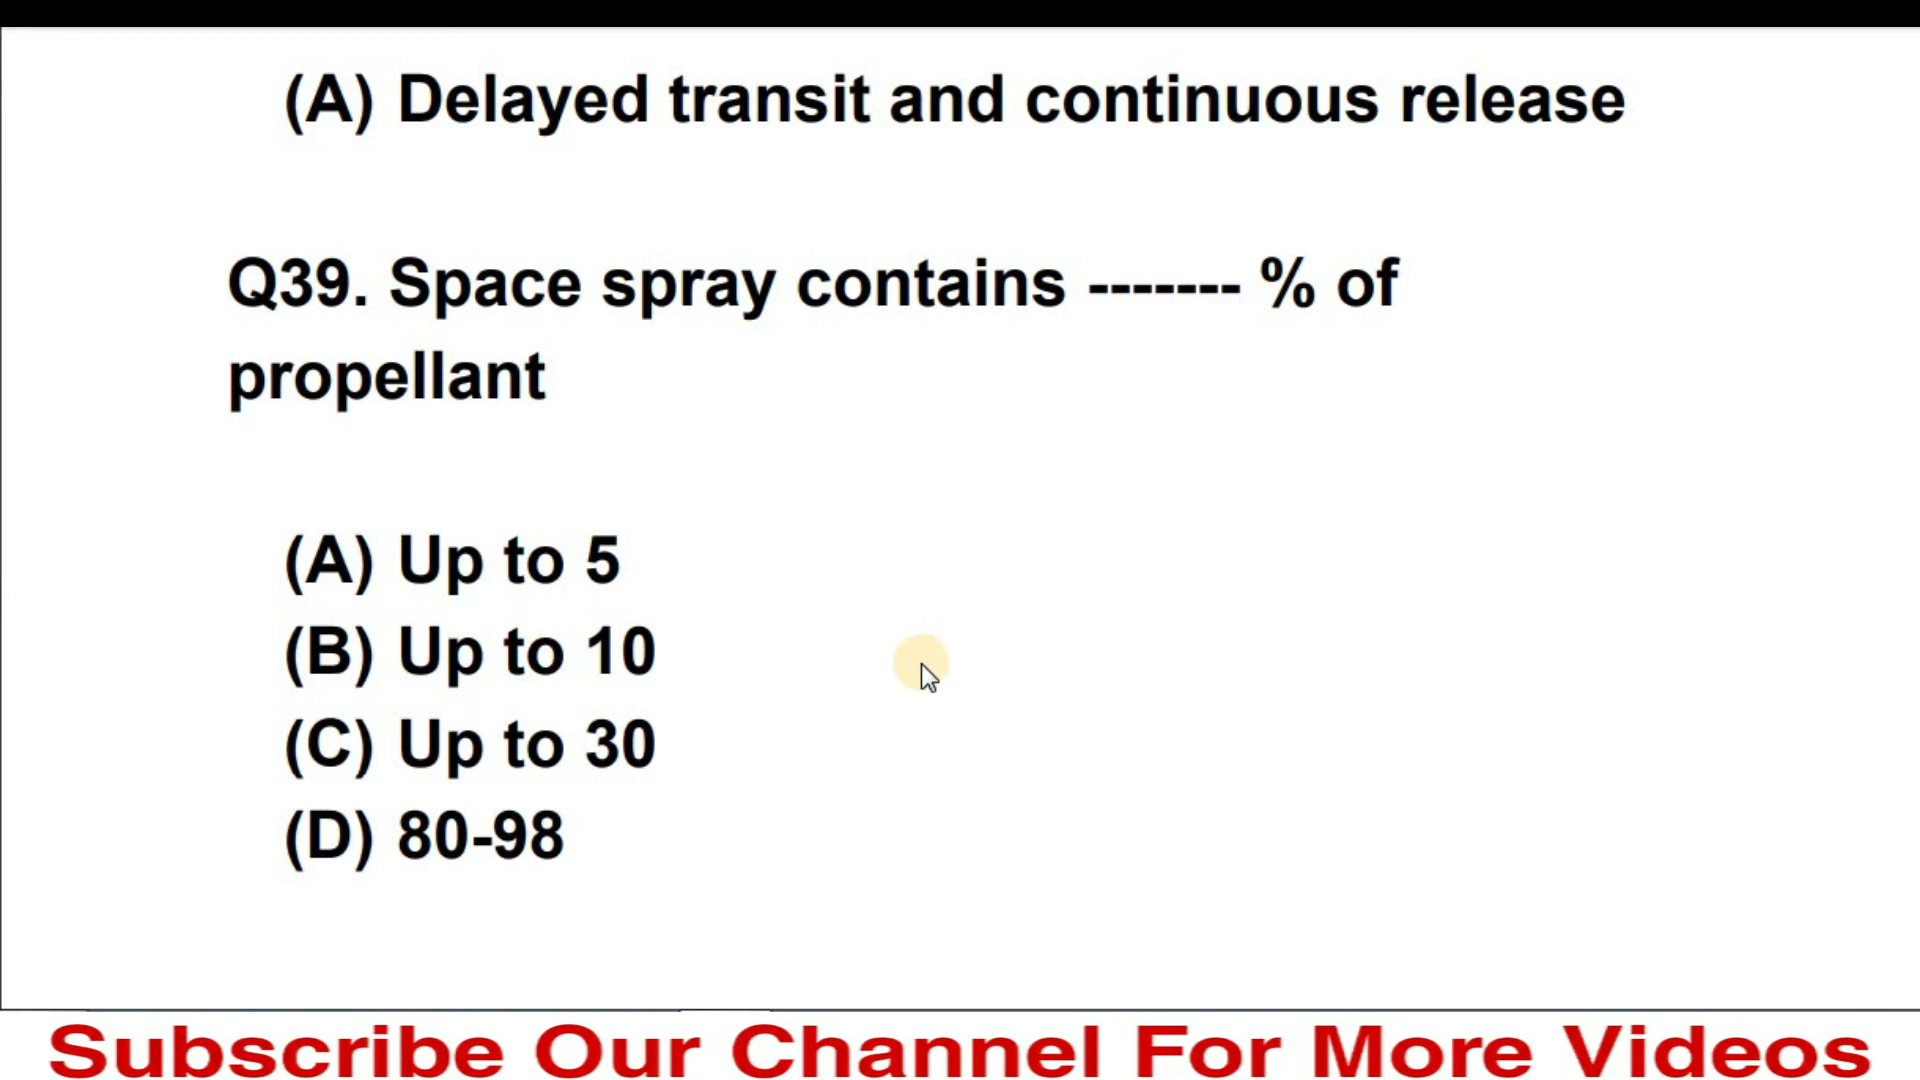 (A) Delayed transit and continuous release
Q39. Space spray contains ------- % of
propellant
(A) Up to 5
(B) Up to 10
(C) Up to 30
(D) 80-98
Subscribe Our Channel For More Videos